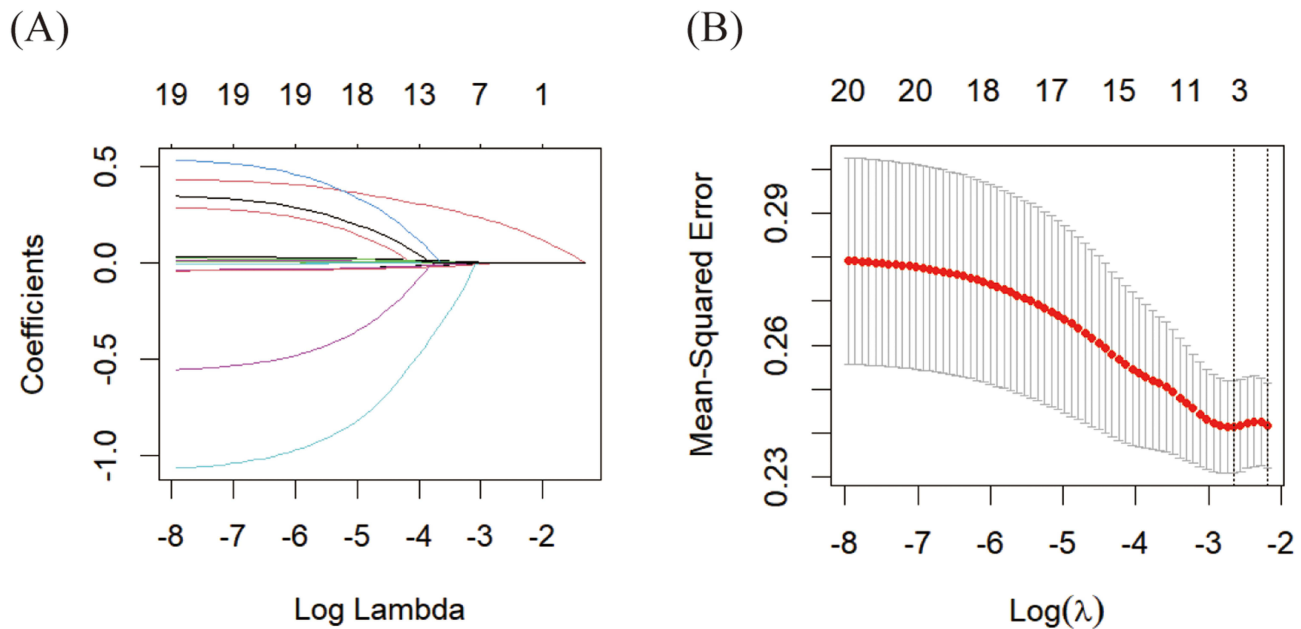 (A)
19 19 19 18 13 7 1
Coefficients
0.5
0.0
-0.5
-1.0
-8 -7 -6 -5 -4 -3 -2
Log Lambda
(B)
20 20 18 17 15 11 3
Mean-Squared Error
0.29
0.26
0.23
-8 -7 -6 -5 -4 -3 -2
Log(λ)